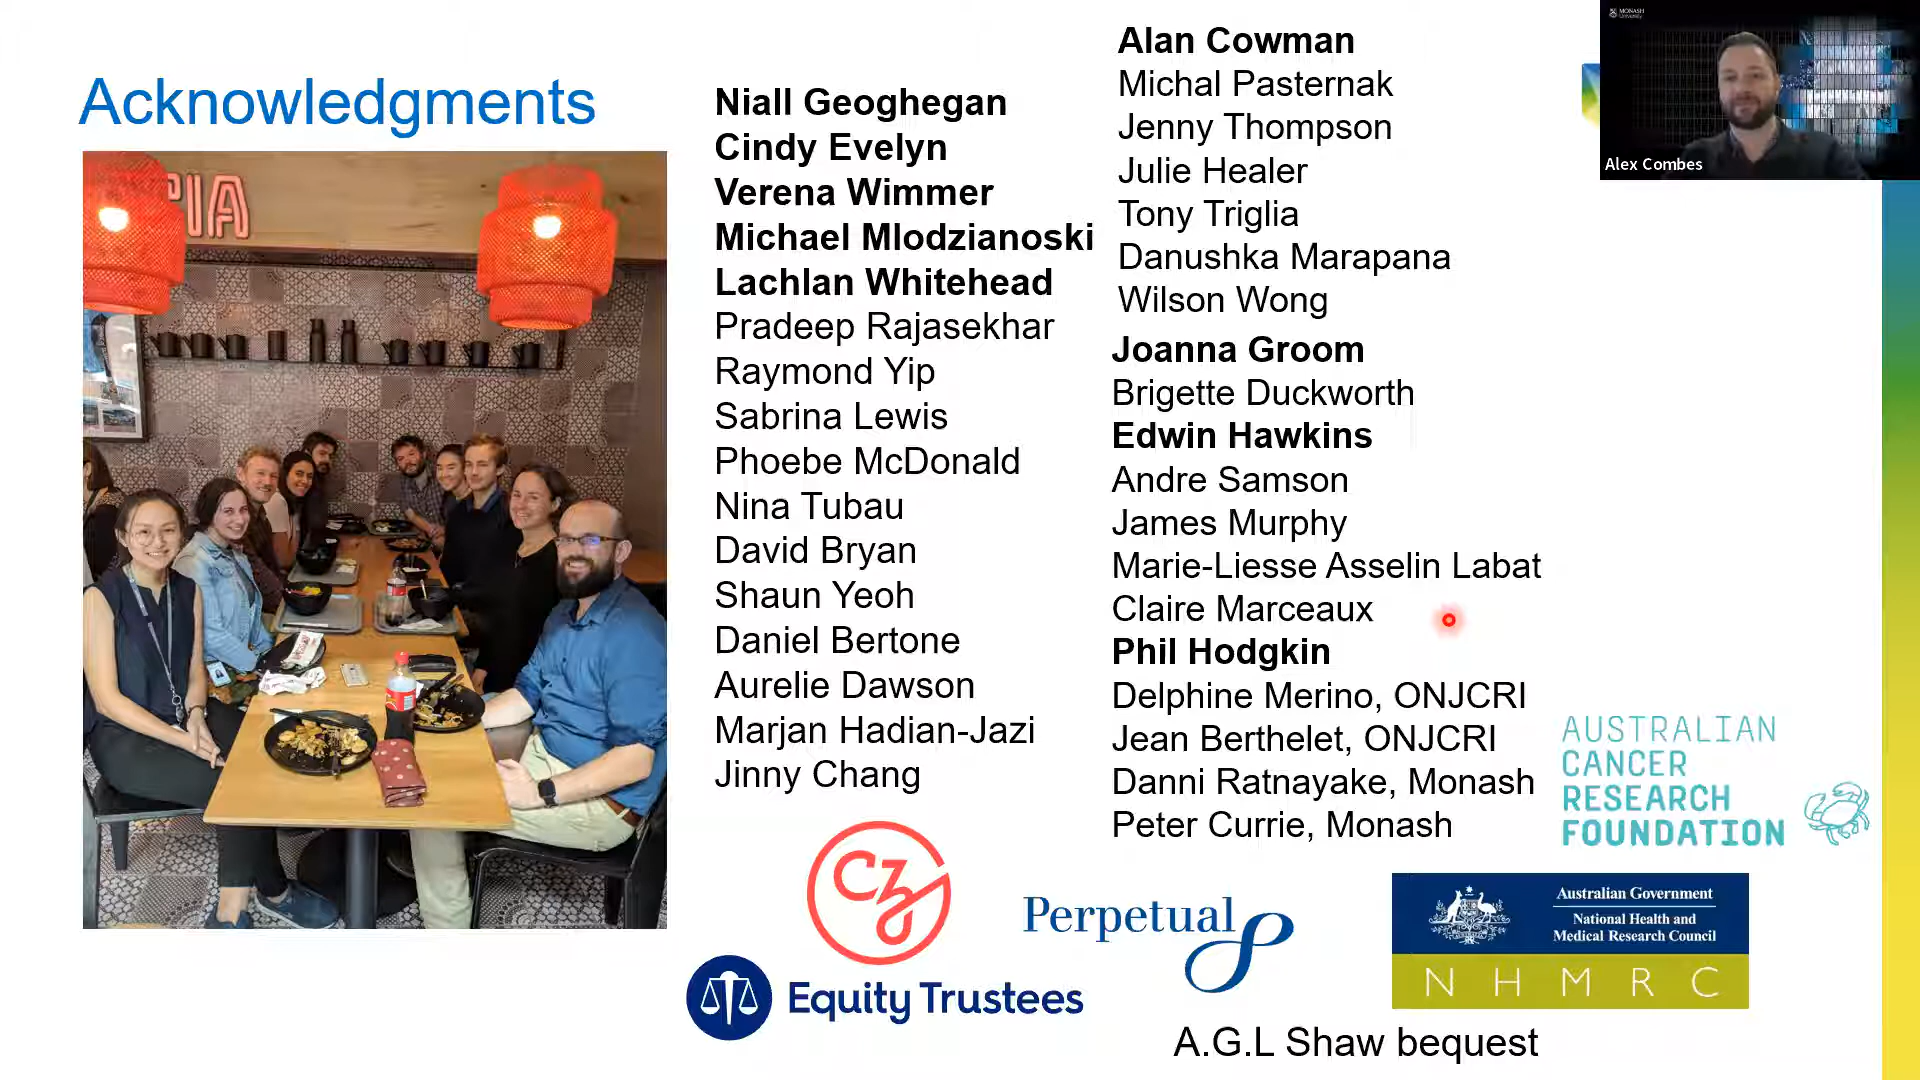 Acknowledgments
PIA
Niall Geoghegan
Cindy Evelyn
Verena Wimmer
Michael Mlodzianoski
Lachlan Whitehead
Pradeep Rajasekhar
Raymond Yip
Sabrina Lewis
Phoebe McDonald
Nina Tubau
David Bryan
Shaun Yeoh
Daniel Bertone
Aurelie Dawson
Marjan Hadian-Jazi
Jinny Chang
Alan Cowman
Michal Pasternak
Jenny Thompson
Julie Healer
Tony Triglia
Danushka Marapana
Wilson Wong
Joanna Groom
Brigette Duckworth
Edwin Hawkins
Andre Samson
James Murphy
Marie-Liesse Asselin Labat
Claire Marceaux
Phil Hodgkin
Delphine Merino, ONJCRI
Jean Berthelet, ONJCRI
Danni Ratnayake, Monash
Peter Currie, Monash
MONASH
University
Alex Combes
AUSTRALIAN
CANCER
RESEARCH
FOUNDATION
CZI
Perpetual
Equity Trustees
Australian Government
National Health and
Medical Research Council
NHMRC
A.G.L Shaw bequest